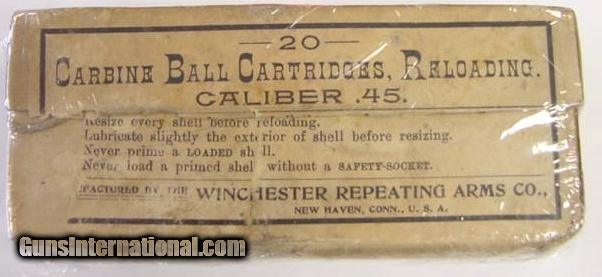 —20—
CARBINE BALL CARTRIDGES, RELOADING.
CALIBER .45.
Resize every shell before reloading.
Lubricate slightly the exterior of shell before resizing.
Never prime a LOADED shell.
Never load a primed shell without a SAFETY-SOCKET.
FACTURED BY THE WINCHESTER REPEATING ARMS CO.,
NEW HAVEN, CONN., U. S. A.
GunsInternational.com